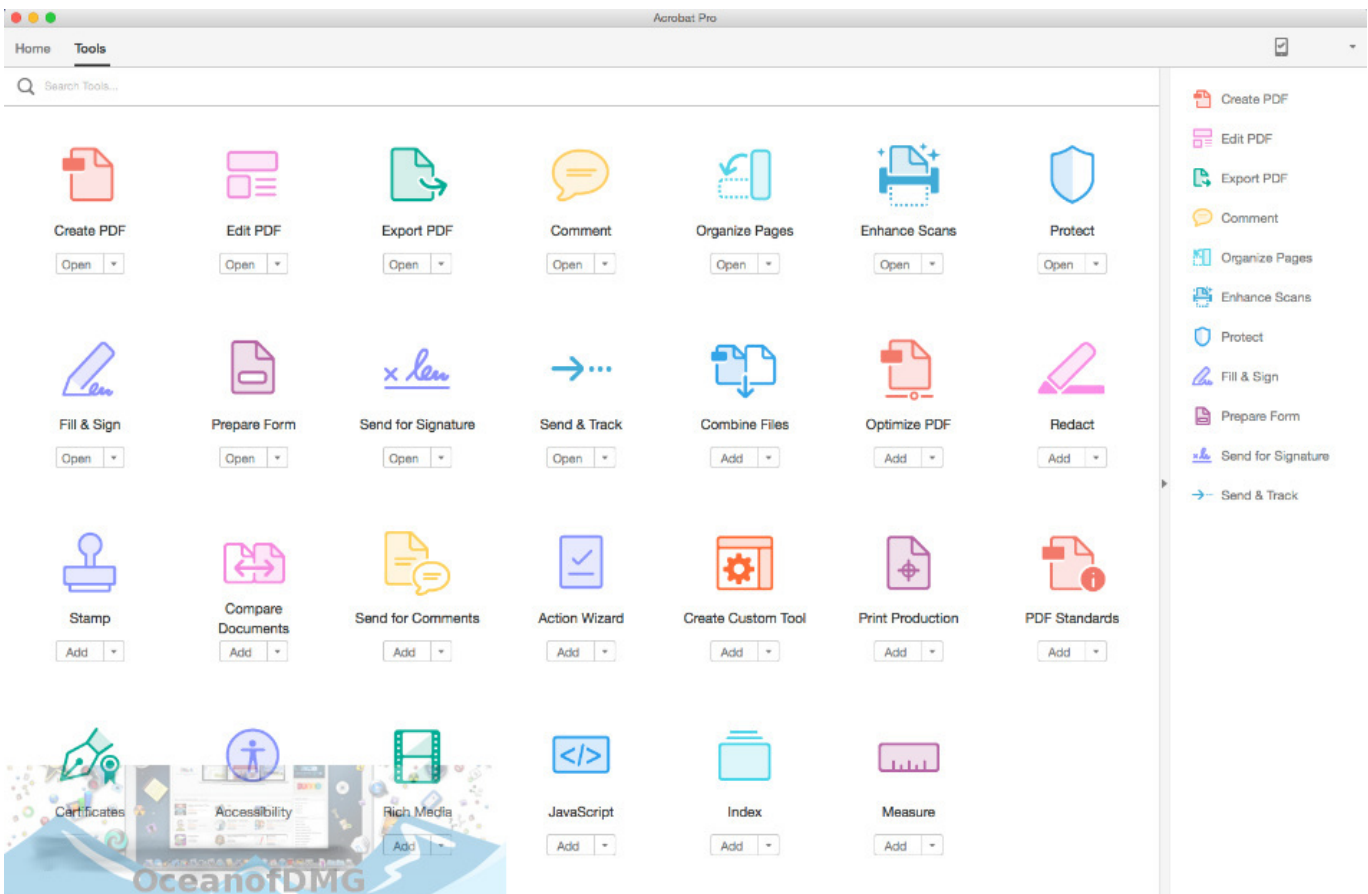 Acrobat Pro
Home Tools
Search Tools...
Create PDF Edit PDF Export PDF Comment Organize Pages Enhance Scans Protect
Open Open Open Open Open Open Open
Fill & Sign Prepare Form Send for Signature Send & Track Combine Files Optimize PDF Redact
Open Open Open Open Add Add Add
Stamp Compare Documents Send for Comments Action Wizard Create Custom Tool Print Production PDF Standards
Add Add Add Add Add Add Add
Certificates Accessibility Rich Media JavaScript Index Measure
Add Add Add Add
OceanofDMG
Create PDF
Edit PDF
Export PDF
Comment
Organize Pages
Enhance Scans
Protect
Fill & Sign
Prepare Form
Send for Signature
Send & Track